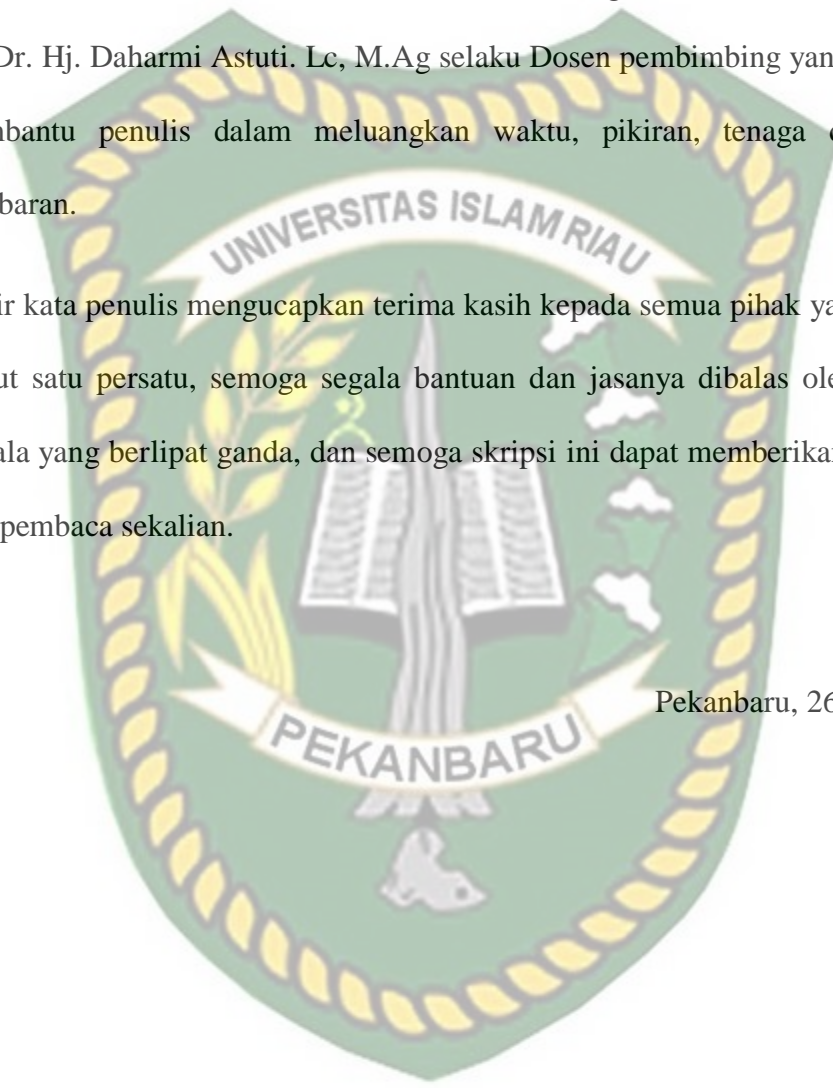 Dr. Hj. Daharmi Astuti. Lc, M.Ag selaku Dosen pembimbing yan
bantu penulis dalam meluangkan waktu, pikiran, tenaga
baran.
UNIVERSITAS ISLAM RIAU
ir kata penulis mengucapkan terima kasih kepada semua pihak ya
ut satu persatu, semoga segala bantuan dan jasanya dibalas ole
ala yang berlipat ganda, dan semoga skripsi ini dapat memberikan
pembaca sekalian.
Pekanbaru, 26
PEKANBARU